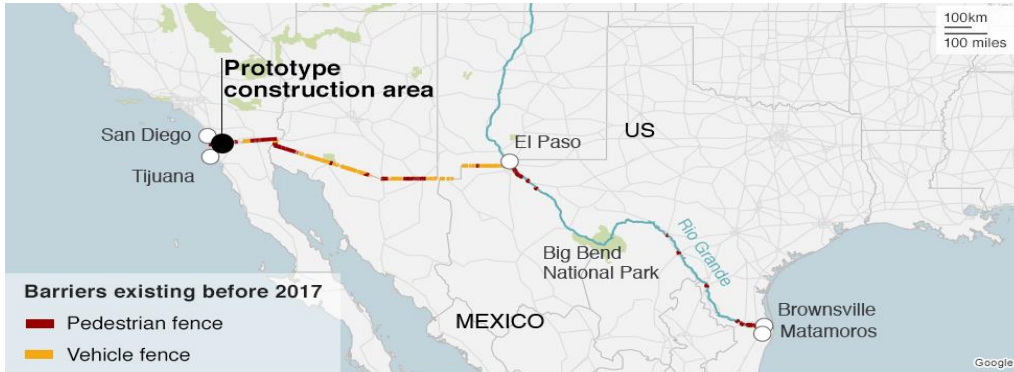 100km
100 miles
Prototype
construction area
San Diego
Tijuana
El Paso
US
Big Bend
National Park
Rio Grande
MEXICO
Brownsville
Matamoros
Barriers existing before 2017
Pedestrian fence
Vehicle fence
Google